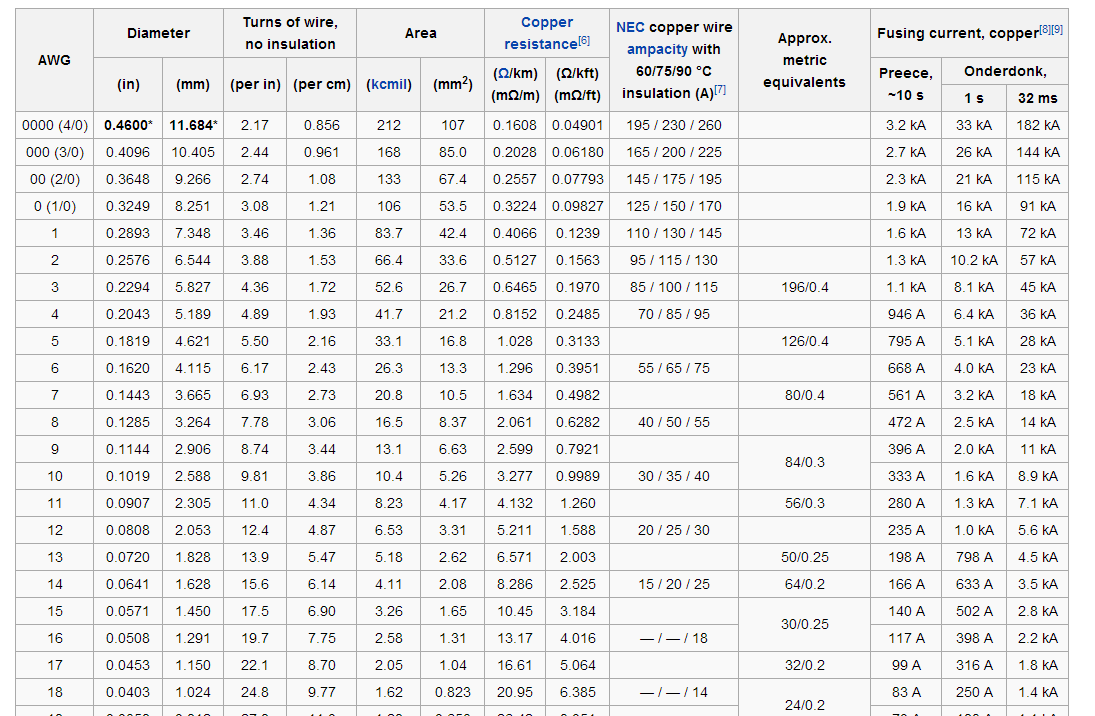 AWG
Diameter
Turns of wire,
no insulation
Area
Copper
resistance[6]
NEC copper wire
ampacity with
60/75/90 °C
insulation (A)[7]
Approx.
metric
equivalents
Fusing current, copper[8][9]
(in) (mm) (per in) (per cm) (kcmil) (mm²)
(Ω/km) (Ω/kft)
(mΩ/m) (mΩ/ft)
Preece,
~10 s
Onderdonk,
1 s 32 ms
0000 (4/0) 0.4600* 11.684* 2.17 0.856 212 107 0.1608 0.04901 195 / 230 / 260 3.2 kA 33 kA 182 kA
000 (3/0) 0.4096 10.405 2.44 0.961 168 85.0 0.2028 0.06180 165 / 200 / 225 2.7 kA 26 kA 144 kA
00 (2/0) 0.3648 9.266 2.74 1.08 133 67.4 0.2557 0.07793 145 / 175 / 195 2.3 kA 21 kA 115 kA
0 (1/0) 0.3249 8.251 3.08 1.21 106 53.5 0.3224 0.09827 125 / 150 / 170 1.9 kA 16 kA 91 kA
1 0.2893 7.348 3.46 1.36 83.7 42.4 0.4066 0.1239 110 / 130 / 145 1.6 kA 13 kA 72 kA
2 0.2576 6.544 3.88 1.53 66.4 33.6 0.5127 0.1563 95 / 115 / 130 1.3 kA 10.2 kA 57 kA
3 0.2294 5.827 4.36 1.72 52.6 26.7 0.6465 0.1970 85 / 100 / 115 196/0.4 1.1 kA 8.1 kA 45 kA
4 0.2043 5.189 4.89 1.93 41.7 21.2 0.8152 0.2485 70 / 85 / 95 946 A 6.4 kA 36 kA
5 0.1819 4.621 5.50 2.16 33.1 16.8 1.028 0.3133 126/0.4 795 A 5.1 kA 28 kA
6 0.1620 4.115 6.17 2.43 26.3 13.3 1.296 0.3951 55 / 65 / 75 668 A 4.0 kA 23 kA
7 0.1443 3.665 6.93 2.73 20.8 10.5 1.634 0.4982 80/0.4 561 A 3.2 kA 18 kA
8 0.1285 3.264 7.78 3.06 16.5 8.37 2.061 0.6282 40 / 50 / 55 472 A 2.5 kA 14 kA
9 0.1144 2.906 8.74 3.44 13.1 6.63 2.599 0.7921 84/0.3 396 A 2.0 kA 11 kA
10 0.1019 2.588 9.81 3.86 10.4 5.26 3.277 0.9989 30 / 35 / 40 333 A 1.6 kA 8.9 kA
11 0.0907 2.305 11.0 4.34 8.23 4.17 4.132 1.260 56/0.3 280 A 1.3 kA 7.1 kA
12 0.0808 2.053 12.4 4.87 6.53 3.31 5.211 1.588 20 / 25 / 30 235 A 1.0 kA 5.6 kA
13 0.0720 1.828 13.9 5.47 5.18 2.62 6.571 2.003 50/0.25 198 A 798 A 4.5 kA
14 0.0641 1.628 15.6 6.14 4.11 2.08 8.286 2.525 15 / 20 / 25 64/0.2 166 A 633 A 3.5 kA
15 0.0571 1.450 17.5 6.90 3.26 1.65 10.45 3.184 30/0.25 140 A 502 A 2.8 kA
16 0.0508 1.291 19.7 7.75 2.58 1.31 13.17 4.016 — / — / 18 117 A 398 A 2.2 kA
17 0.0453 1.150 22.1 8.70 2.05 1.04 16.61 5.064 32/0.2 99 A 316 A 1.8 kA
18 0.0403 1.024 24.8 9.77 1.62 0.823 20.95 6.385 — / — / 14 24/0.2 83 A 250 A 1.4 kA